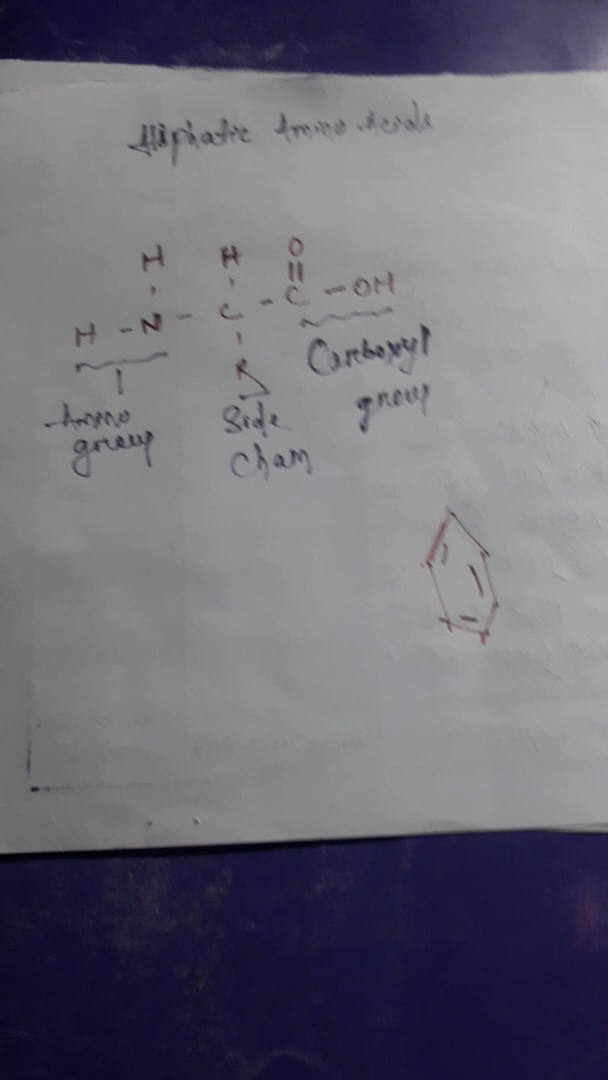 Aliphatic Amino Acids
H H O
H - N - C - C - OH
R
Amino group
Side Chain
Carboxyl group